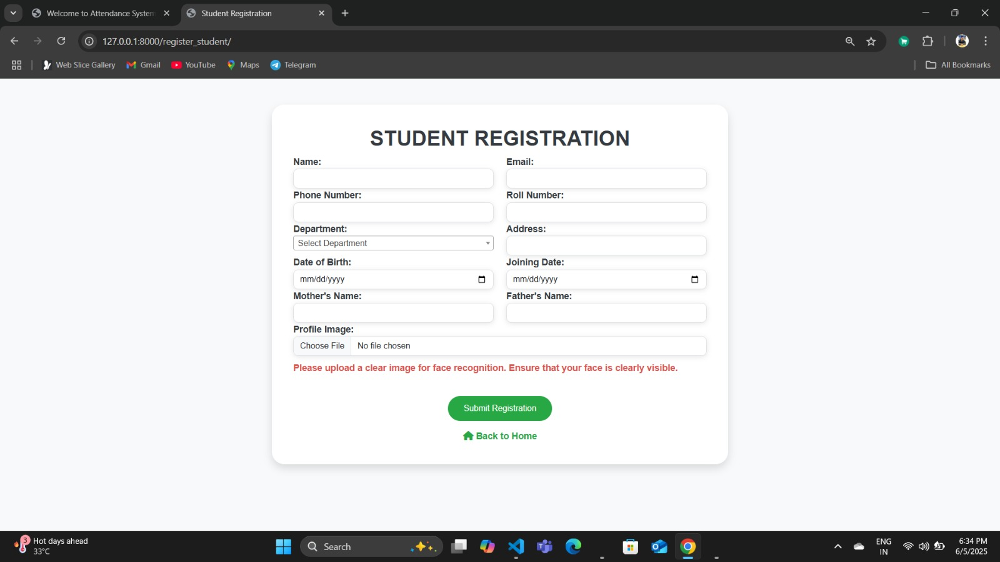 Welcome to Attendance System
Student Registration
127.0.0.1:8000/register_student/
Web Slice Gallery
Gmail
YouTube
Maps
Telegram
All Bookmarks
STUDENT REGISTRATION
Name:
Email:
Phone Number:
Roll Number:
Department:
Address:
Select Department
Date of Birth:
Joining Date:
mm/dd/yyyy
mm/dd/yyyy
Mother's Name:
Father's Name:
Profile Image:
Choose File No file chosen
Please upload a clear image for face recognition. Ensure that your face is clearly visible.
Submit Registration
Back to Home
3
Hot days ahead
33°C
Search
ENG
IN
6:34 PM
6/5/2025